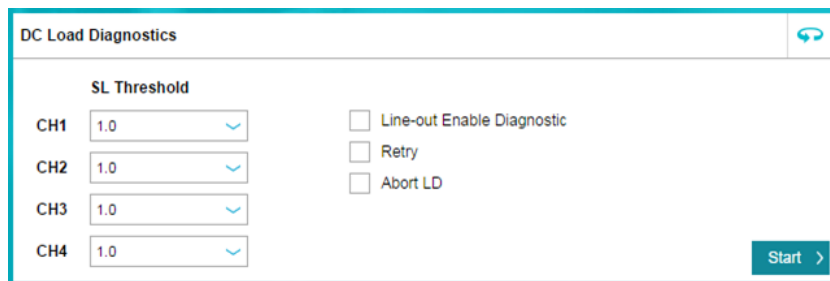 DC Load Diagnostics
SL Threshold
CH1 1.0
CH2 1.0
CH3 1.0
CH4 1.0
Line-out Enable Diagnostic
Retry
Abort LD
Start